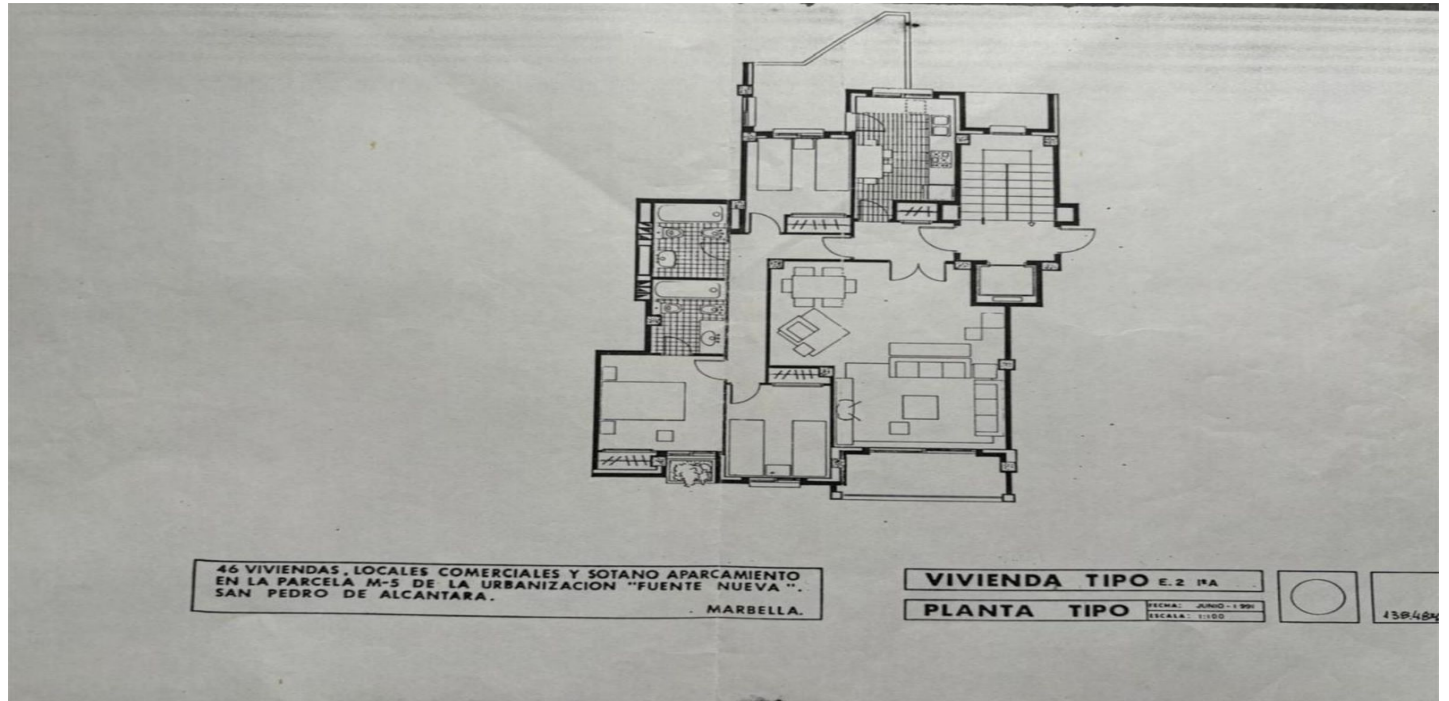 46 VIVIENDAS, LOCALES COMERCIALES Y SOTANO APARCAMIENTO
EN LA PARCELA M-5 DE LA URBANIZACION "FUENTE NUEVA".
SAN PEDRO DE ALCANTARA.
MARBELLA.
VIVIENDA TIPO E.2 1ºA
PLANTA TIPO
FECHA: JUNIO-1991
ESCALA: 1:100